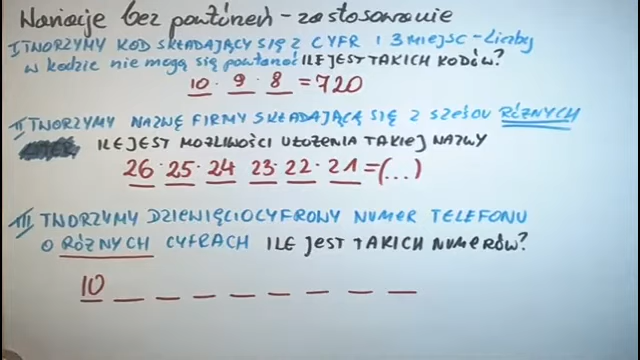 Wariacje bez powtórzeń - zastosowanie
I TWORZYMY KOD SKŁADAJĄCY SIĘ Z CYFR I 3 MIEJSC - Liczby
w kodzie nie mogą się powtarzać ILE JEST TAKICH KODÓW?
10 · 9 · 8 = 720
II TWORZYMY NAZWĘ FIRMY SKŁADAJĄCĄ SIĘ Z SZEŚCIU RÓŻNYCH
ILE JEST MOŻLIWOŚCI UŁOŻENIA TAKIEJ NAZWY
26 · 25 · 24 23 · 22 · 21 = (...)
III TWORZYMY DZIEWIĘCIOCYFROWY NUMER TELEFONU
O RÓŻNYCH CYFRACH ILE JEST TAKICH NUMERÓW?
10